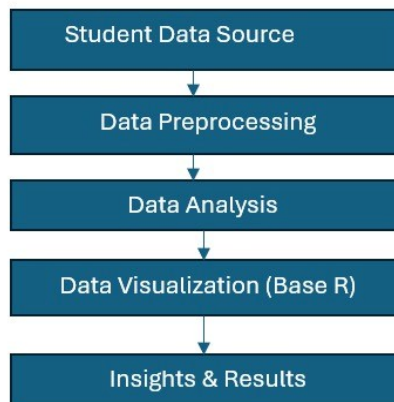 Student Data Source
Data Preprocessing
Data Analysis
Data Visualization (Base R)
Insights & Results